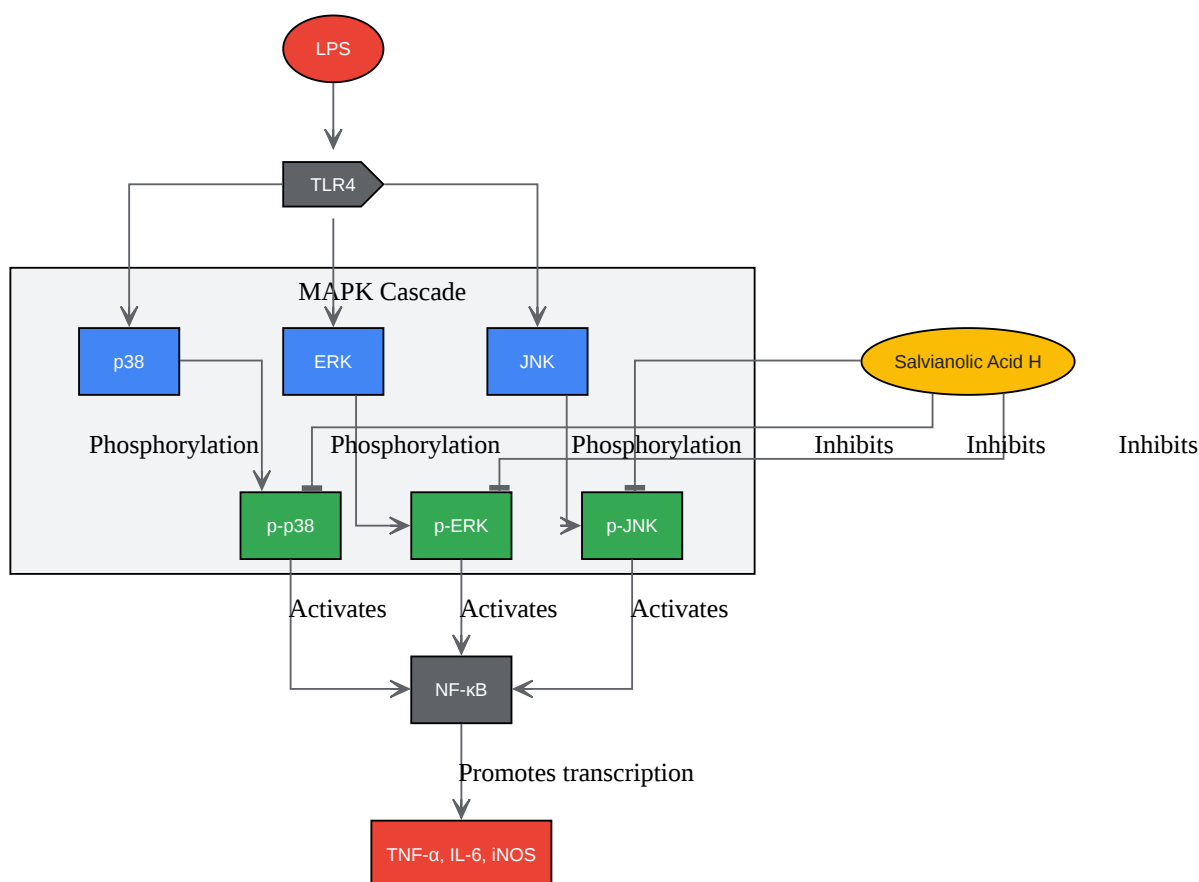 LPS
TLR4
MAPK Cascade
p38
ERK
JNK
Salvianolic Acid H
Phosphorylation
Phosphorylation
Phosphorylation
Inhibits
Inhibits
Inhibits
p-p38
p-ERK
p-JNK
Activates
Activates
Activates
NF-κB
Promotes transcription
TNF-α, IL-6, iNOS